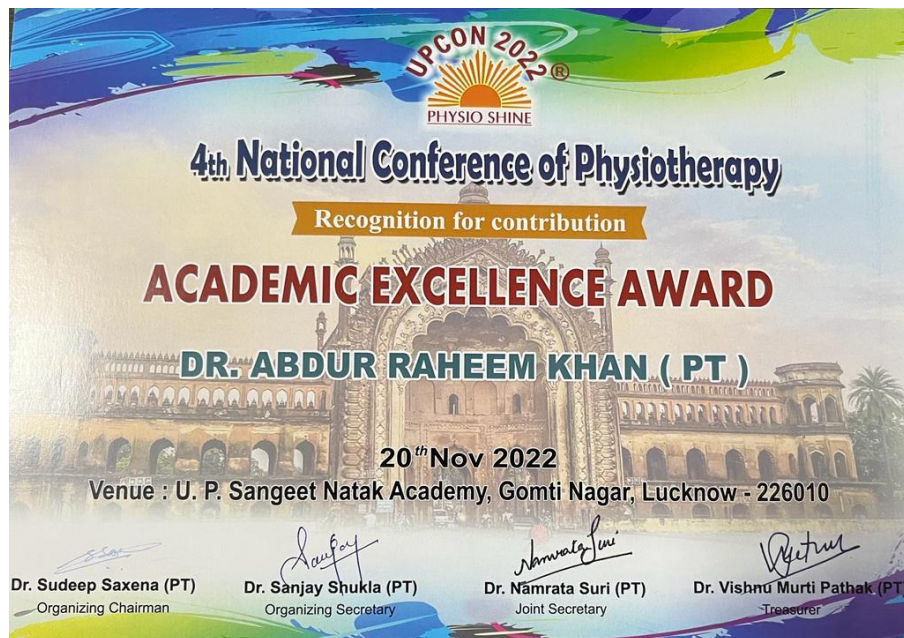 UPCON 2022®
PHYSIO SHINE
4th National Conference of Physiotherapy
Recognition for contribution
ACADEMIC EXCELLENCE AWARD
DR. ABDUR RAHEEM KHAN ( PT )
20th Nov 2022
Venue : U. P. Sangeet Natak Academy, Gomti Nagar, Lucknow - 226010
Namrata Suri
Dr. Sudeep Saxena (PT) Dr. Sanjay Shukla (PT) Dr. Namrata Suri (PT) Dr. Vishnu Murti Pathak (PT)
Organizing Chairman Organizing Secretary Joint Secretary Treasurer